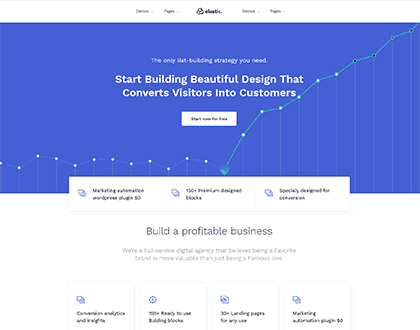 Demos Pages elastic. Demos Pages
The only list-building strategy you need.
Start Building Beautiful Design That
Converts Visitors Into Customers
Start now for free
Marketing automation
wordpress plugin $0
150+ Premium designed
blocks
Specialy designed for
conversion
Build a profitable business
We're a full-service digital agency that believes being a Favorite
brand is more valuable than just being a Famous one.
Conversion analytics
and insights
150+ Ready to use
Bulding blocks
30+ Landing pages
for any use
Marketing
automation plugin $0